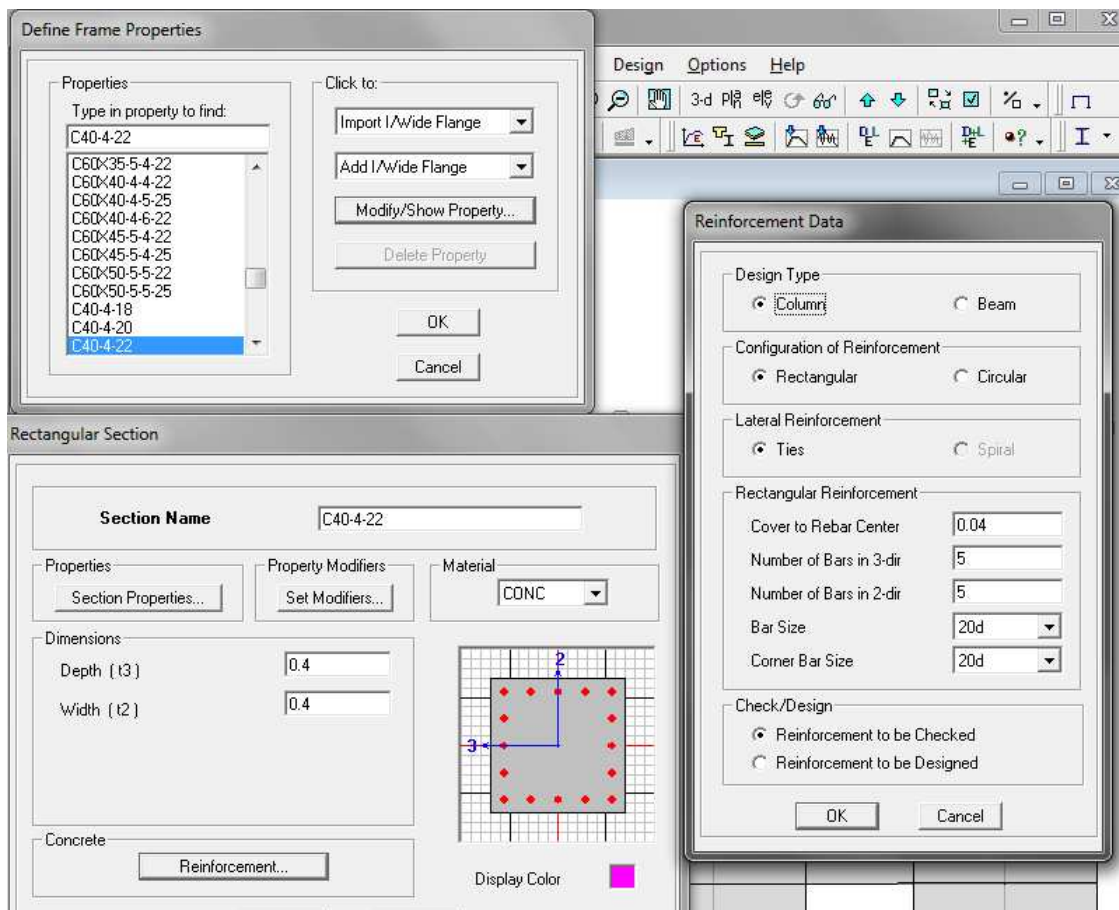 Define Frame Properties
Properties
Type in property to find:
C40-4-22
C60X35-5-4-22
C60X40-4-4-22
C60X40-4-5-25
C60X40-4-6-22
C60X45-5-4-22
C60X45-5-4-25
C60X50-5-5-22
C60X50-5-5-25
C40-4-18
C40-4-20
C40-4-22
Click to:
Import I/Wide Flange
Add I/Wide Flange
Modify/Show Property...
Delete Property
OK
Cancel
Design Options Help
3-d
Rectangular Section
Section Name C40-4-22
Properties
Section Properties...
Property Modifiers
Set Modifiers...
Material
CONC
Dimensions
Depth ( t3 ) 0.4
Width ( t2 ) 0.4
2
3
Concrete
Reinforcement...
Display Color
Reinforcement Data
Design Type
Column Beam
Configuration of Reinforcement
Rectangular Circular
Lateral Reinforcement
Ties Spiral
Rectangular Reinforcement
Cover to Rebar Center 0.04
Number of Bars in 3-dir 5
Number of Bars in 2-dir 5
Bar Size 20d
Corner Bar Size 20d
Check/Design
Reinforcement to be Checked
Reinforcement to be Designed
OK Cancel